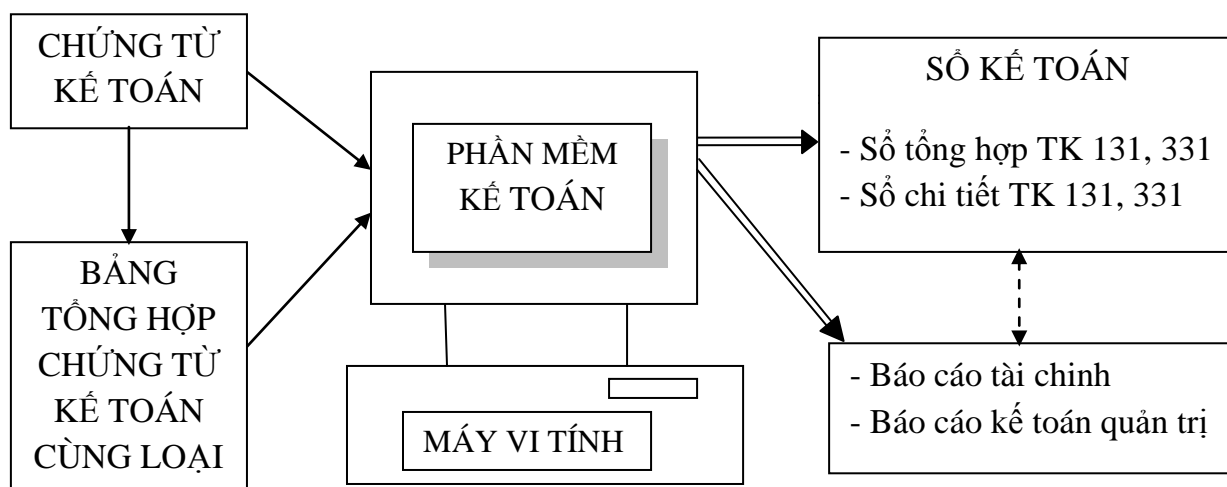 CHỨNG TỪ
KẾ TOÁN
BẢNG
TỔNG HỢP
CHỨNG TỪ
KẾ TOÁN
CÙNG LOẠI
PHẦN MỀM
KẾ TOÁN
MÁY VI TÍNH
SỔ KẾ TOÁN
- Sổ tổng hợp TK 131, 331
- Sổ chi tiết TK 131, 331
- Báo cáo tài chinh
- Báo cáo kế toán quản trị